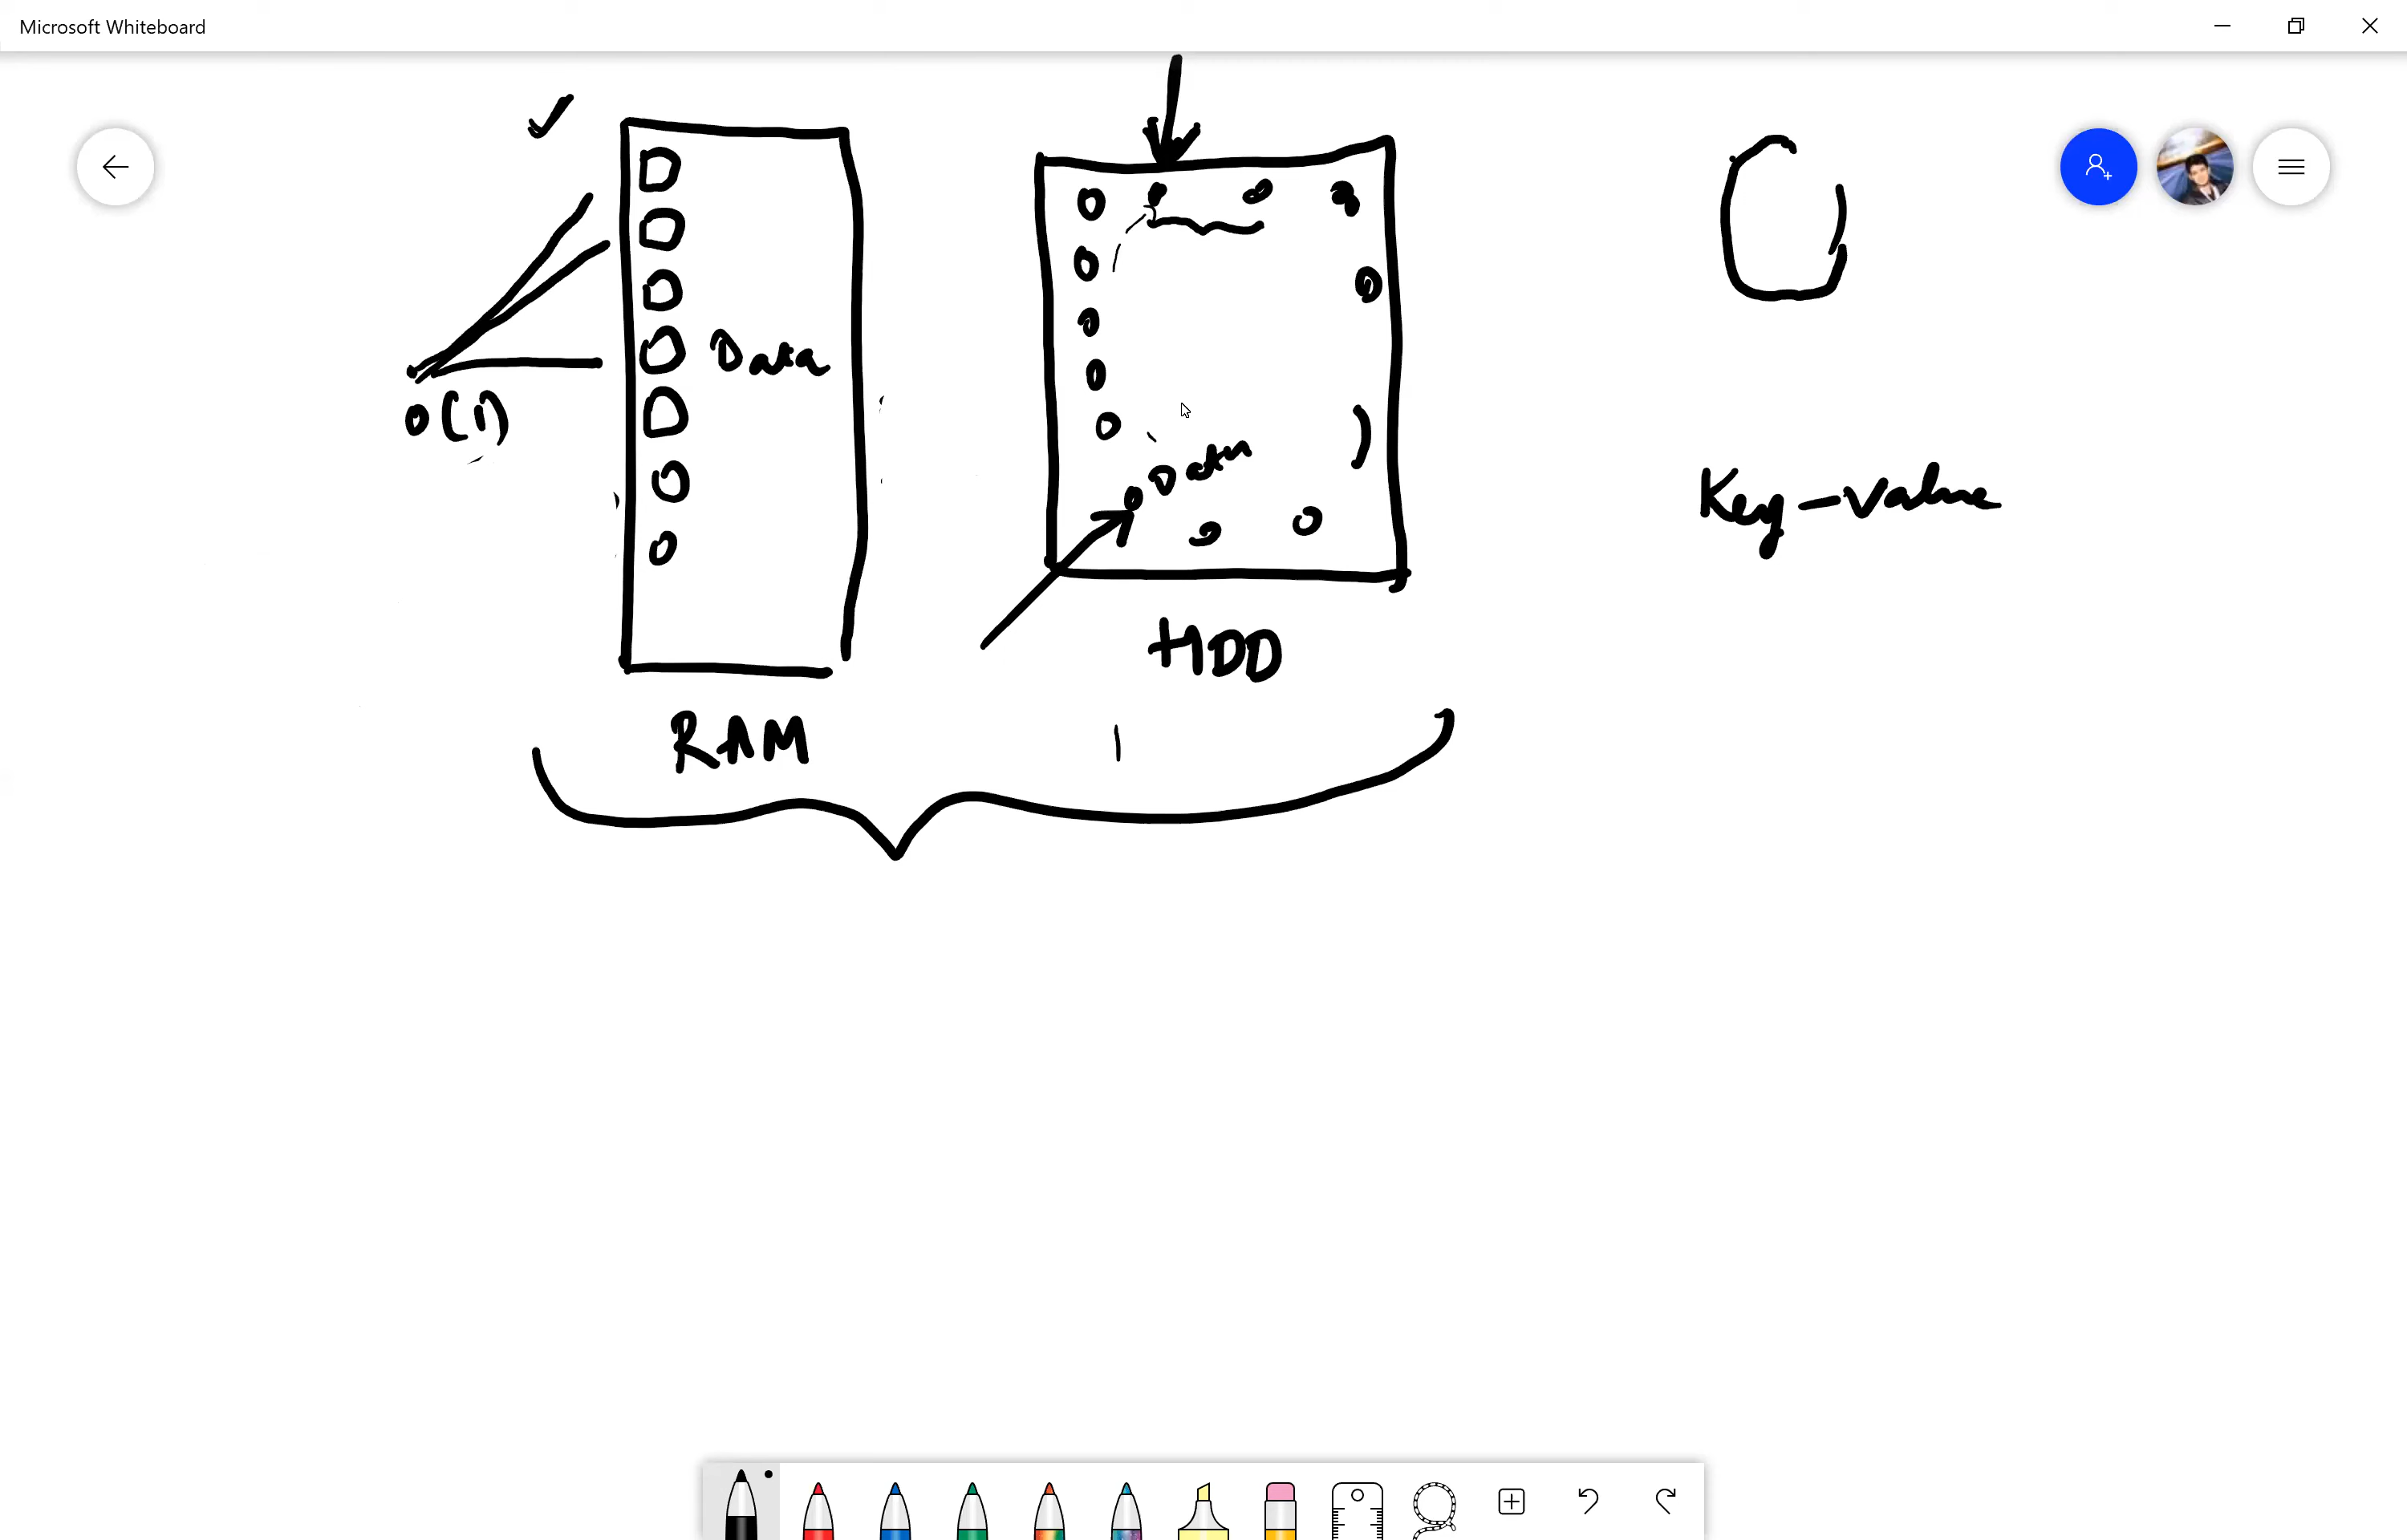 Microsoft Whiteboard
Data
O(1)
Data
Key-value
HDD
RAM